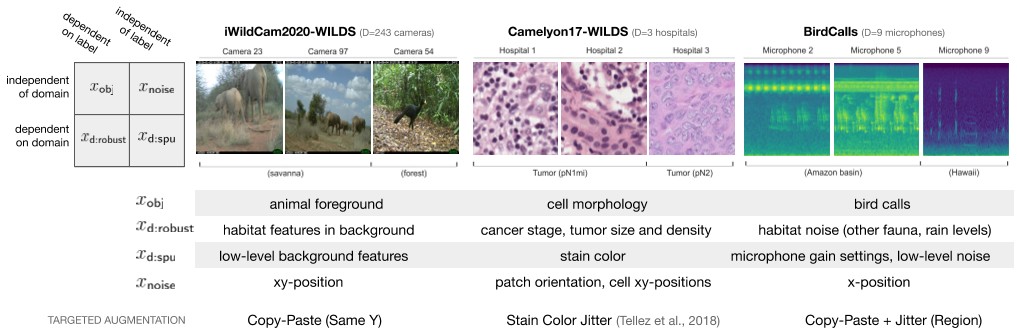 dependent on label
independent of label
independent of domain
dependent on domain
x_obj x_noise
x_d:robust x_d:spu
iWildCam2020-WILDS (D=243 cameras)
Camera 23 Camera 97 Camera 54
(savanna) (forest)
Camelyon17-WILDS (D=3 hospitals)
Hospital 1 Hospital 2 Hospital 3
Tumor (pN1mi) Tumor (pN2)
BirdCalls (D=9 microphones)
Microphone 2 Microphone 5 Microphone 9
(Amazon basin) (Hawaii)
x_obj animal foreground cell morphology bird calls
x_d:robust habitat features in background cancer stage, tumor size and density habitat noise (other fauna, rain levels)
x_d:spu low-level background features stain color microphone gain settings, low-level noise
x_noise xy-position patch orientation, cell xy-positions x-position
TARGETED AUGMENTATION Copy-Paste (Same Y) Stain Color Jitter (Tellez et al., 2018) Copy-Paste + Jitter (Region)